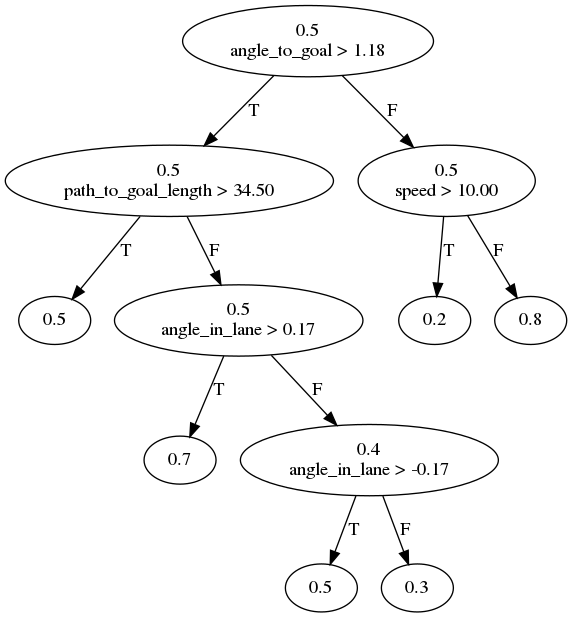 0.5
angle_to_goal > 1.18
T
F
0.5
path_to_goal_length > 34.50
0.5
speed > 10.00
T
F
T
F
0.5
0.5
angle_in_lane > 0.17
0.2
0.8
T
F
0.7
0.4
angle_in_lane > -0.17
T
F
0.5
0.3